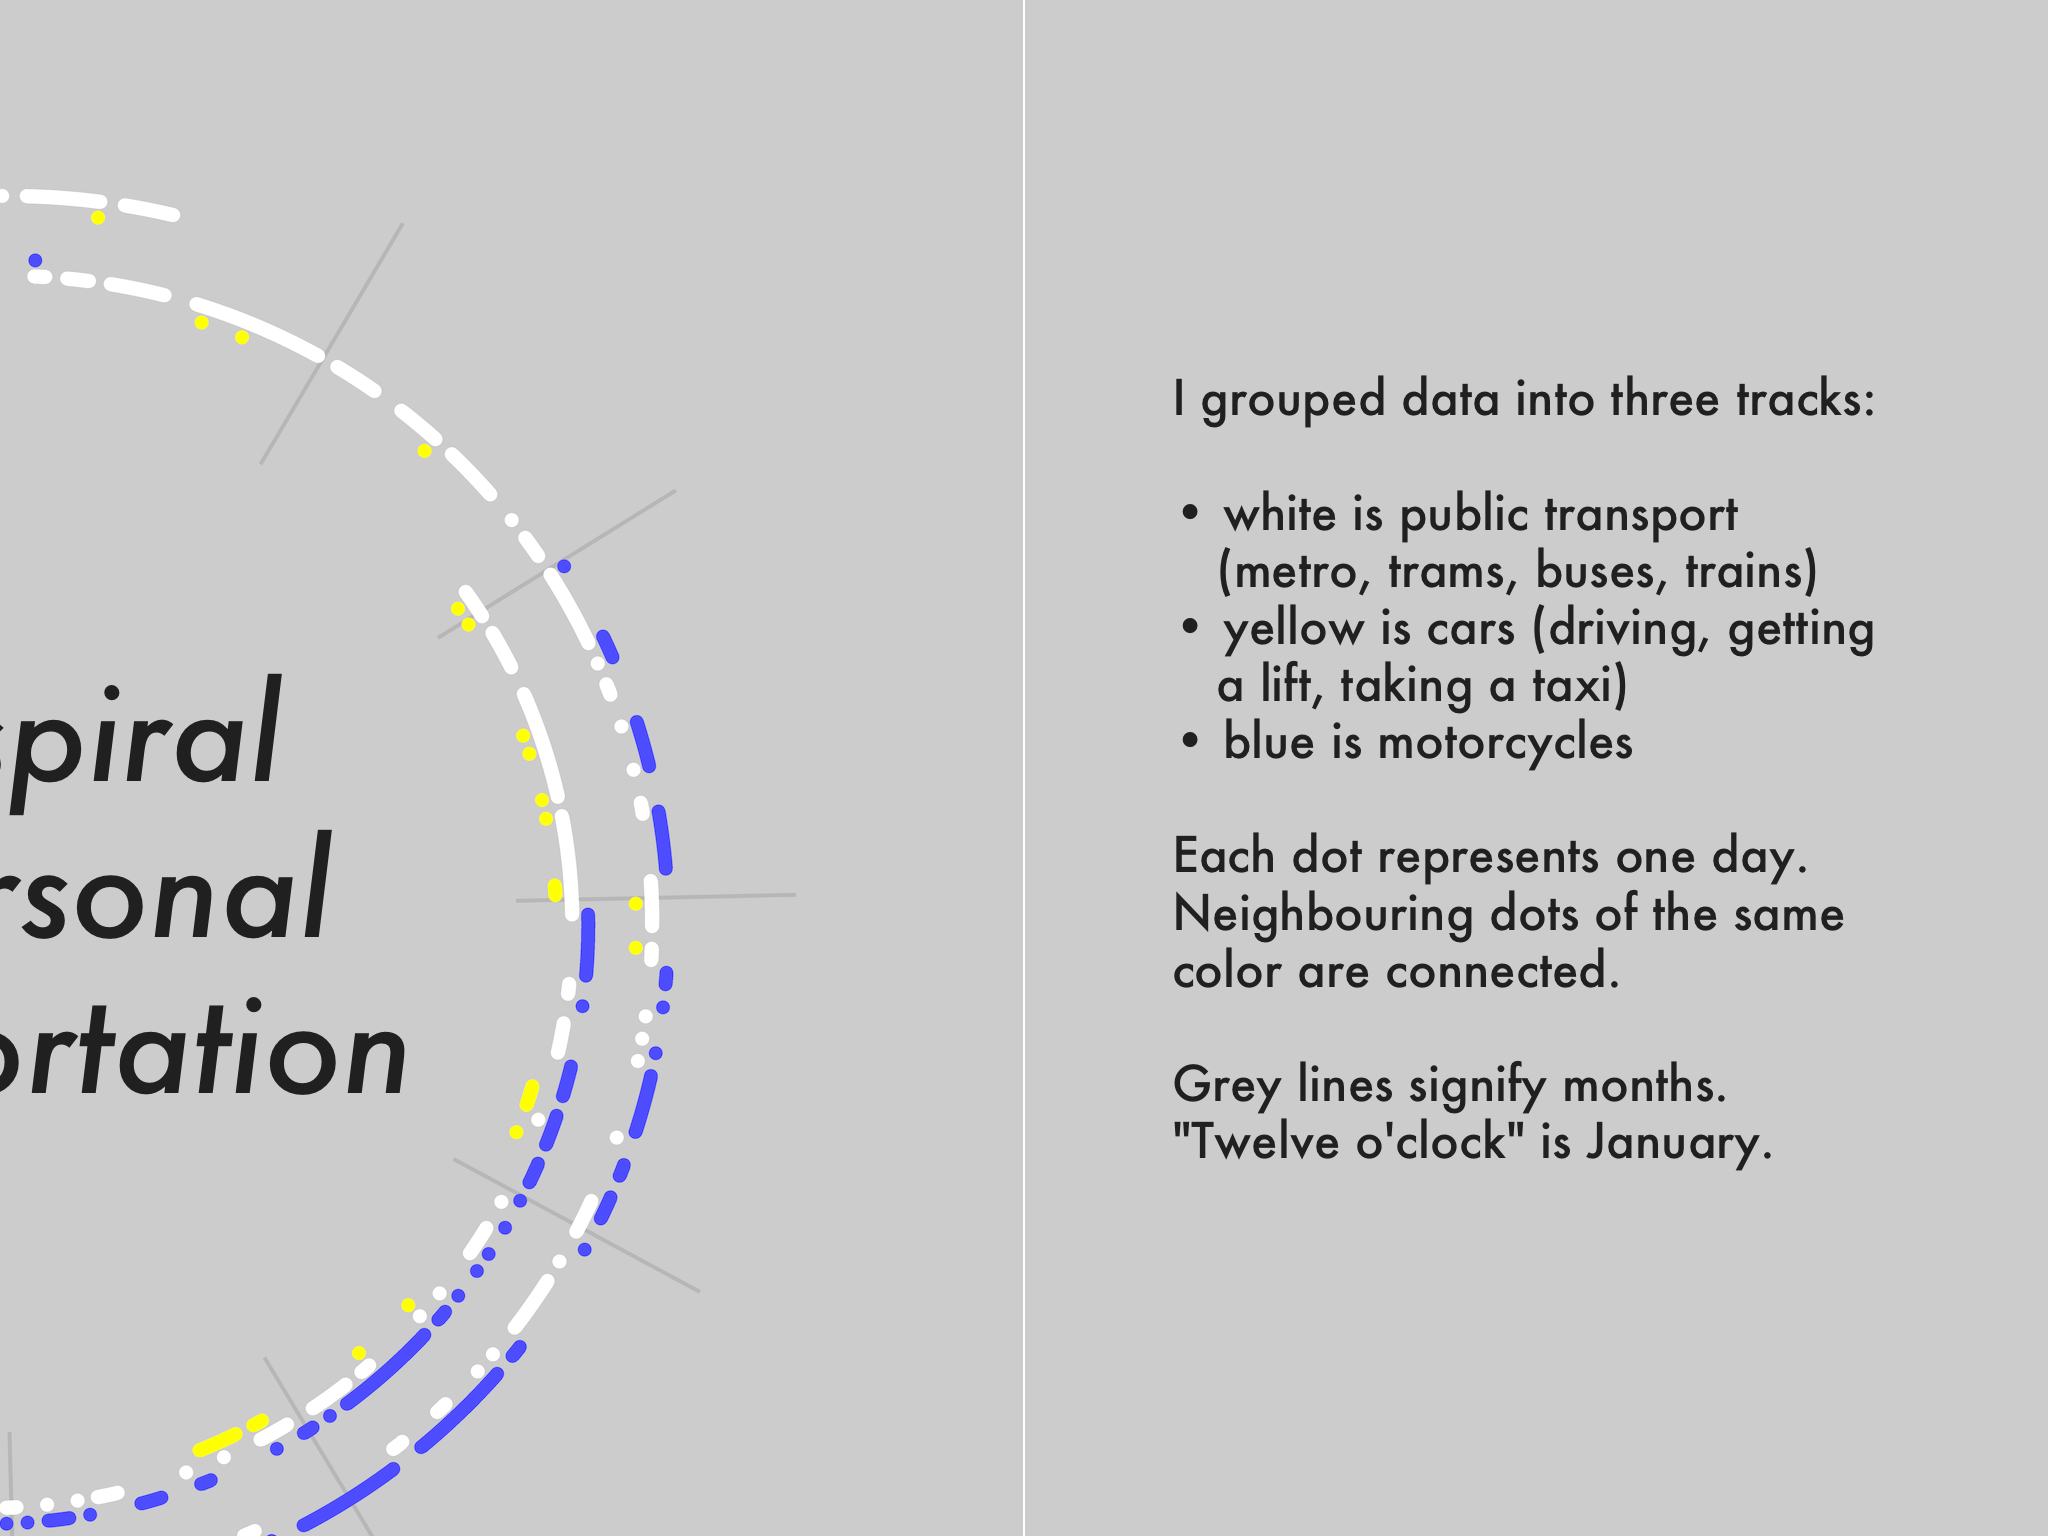 spiral
rsonal
ortation
I grouped data into three tracks:
• white is public transport
(metro, trams, buses, trains)
• yellow is cars (driving, getting
a lift, taking a taxi)
• blue is motorcycles
Each dot represents one day.
Neighbouring dots of the same
color are connected.
Grey lines signify months.
"Twelve o'clock" is January.